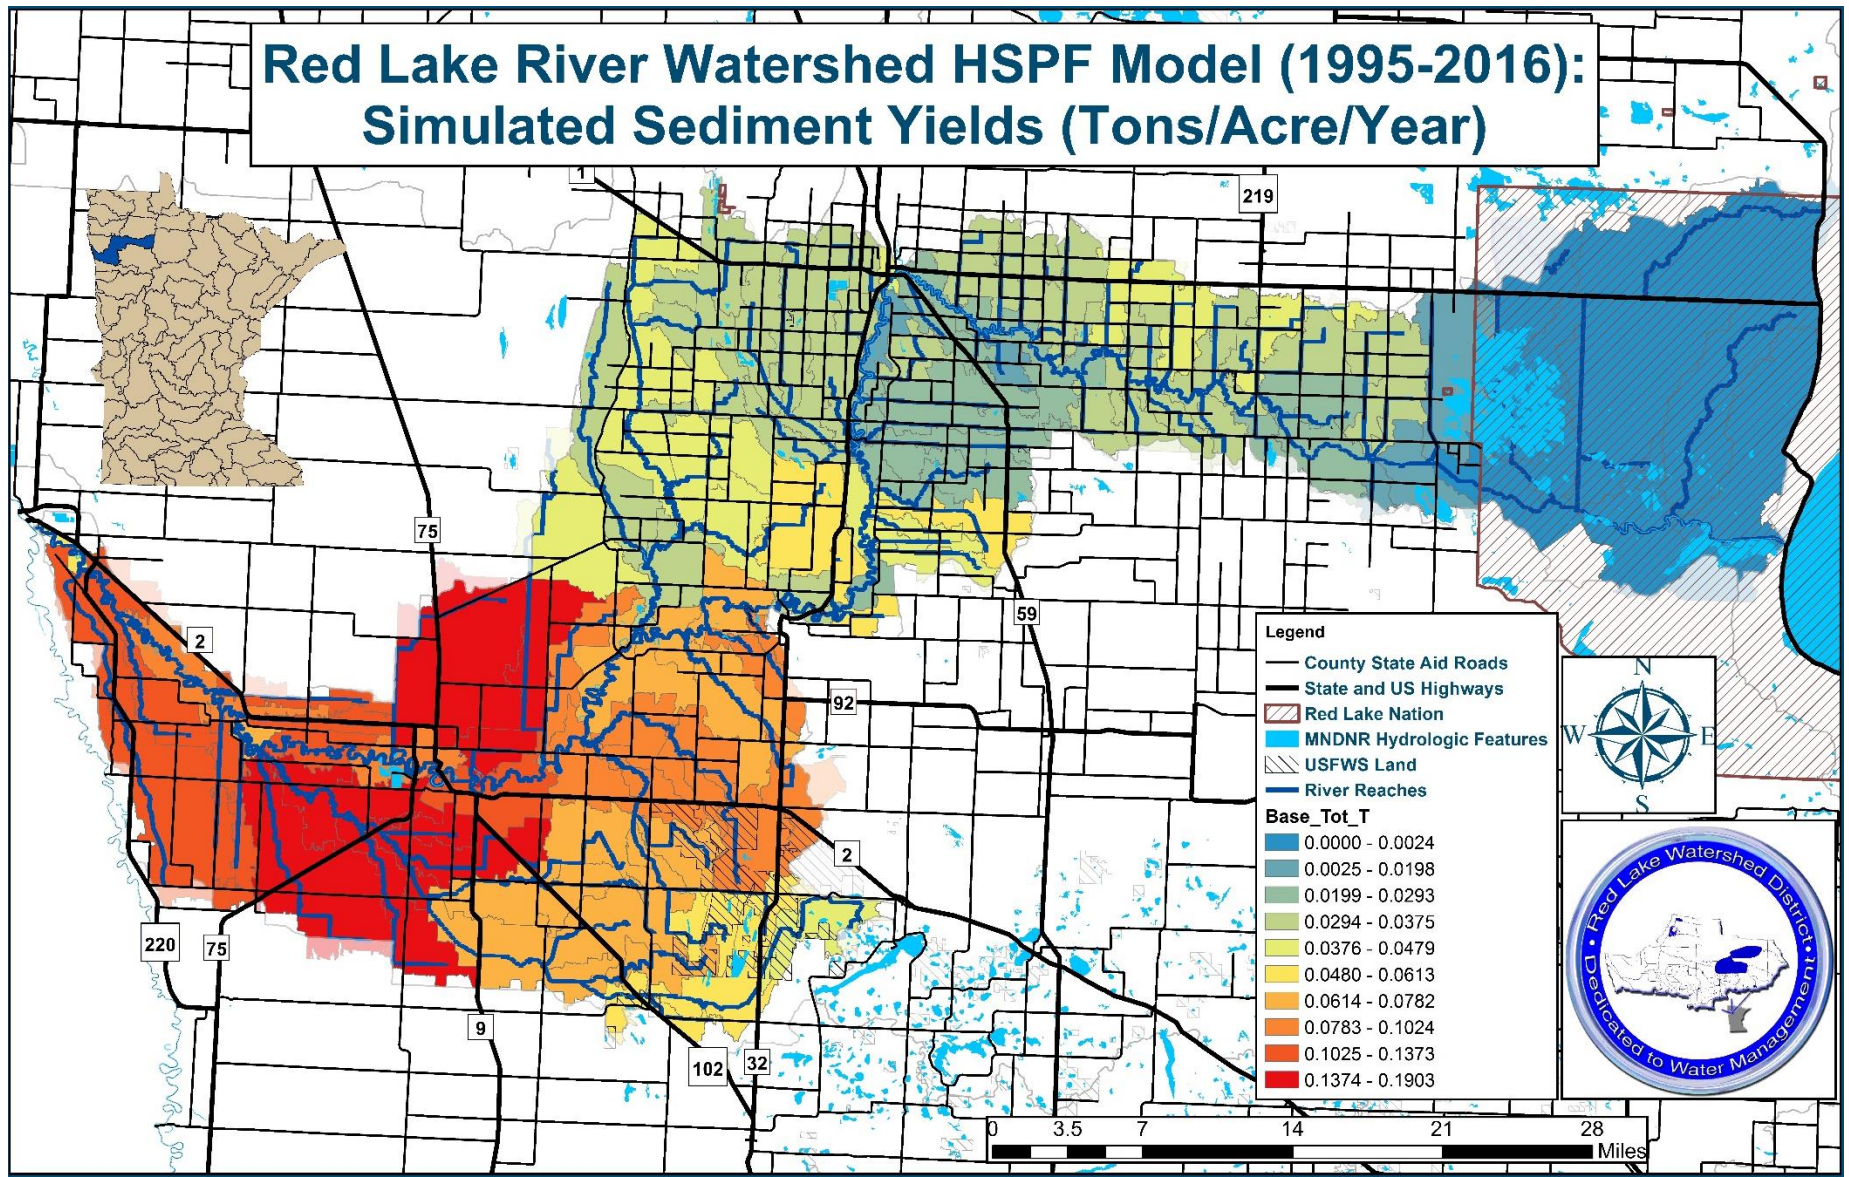 Red Lake River Watershed HSPF Model (1995-2016):
Simulated Sediment Yields (Tons/Acre/Year)
1
219
75
2
59
92
2
220
75
9
102
32
Legend
County State Aid Roads
State and US Highways
Red Lake Nation
MNDNR Hydrologic Features
USFWS Land
River Reaches
Base_Tot_T
0.0000 - 0.0024
0.0025 - 0.0198
0.0199 - 0.0293
0.0294 - 0.0375
0.0376 - 0.0479
0.0480 - 0.0613
0.0614 - 0.0782
0.0783 - 0.1024
0.1025 - 0.1373
0.1374 - 0.1903
N
W E
S
Red Lake Watershed District
Dedicated to Water Management
0 3.5 7 14 21 28
Miles